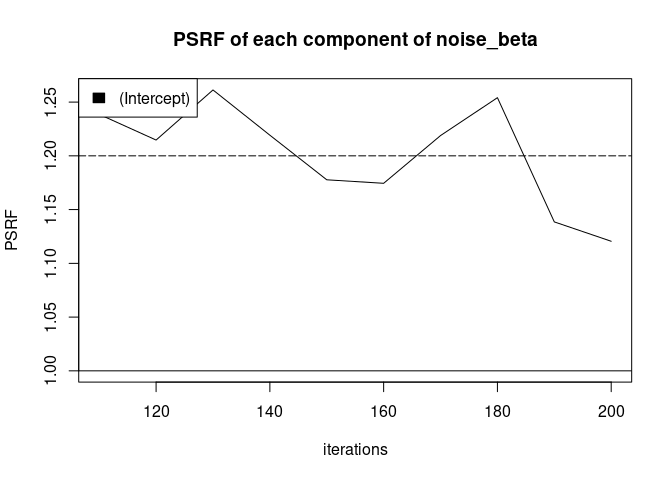 PSRF of each component of noise_beta
(Intercept)
PSRF
1.25
1.20
1.15
1.10
1.05
1.00
120 140 160 180 200
iterations